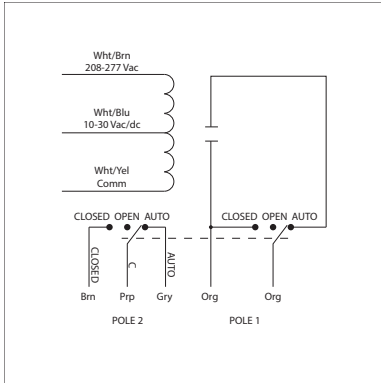 Wht/Brn
208-277 Vac
Wht/Blu
10-30 Vac/dc
Wht/Yel
Comm
CLOSED OPEN AUTO
CLOSED OPEN AUTO
CLOSED
C
AUTO
Brn Prp Gry Org Org
POLE 2 POLE 1